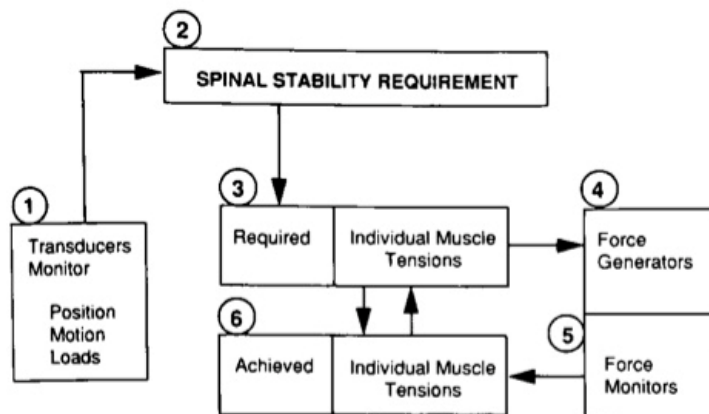 2
SPINAL STABILITY REQUIREMENT
1
Transducers
Monitor
Position
Motion
Loads
3
Required
Individual Muscle
Tensions
4
Force
Generators
6
Achieved
Individual Muscle
Tensions
5
Force
Monitors